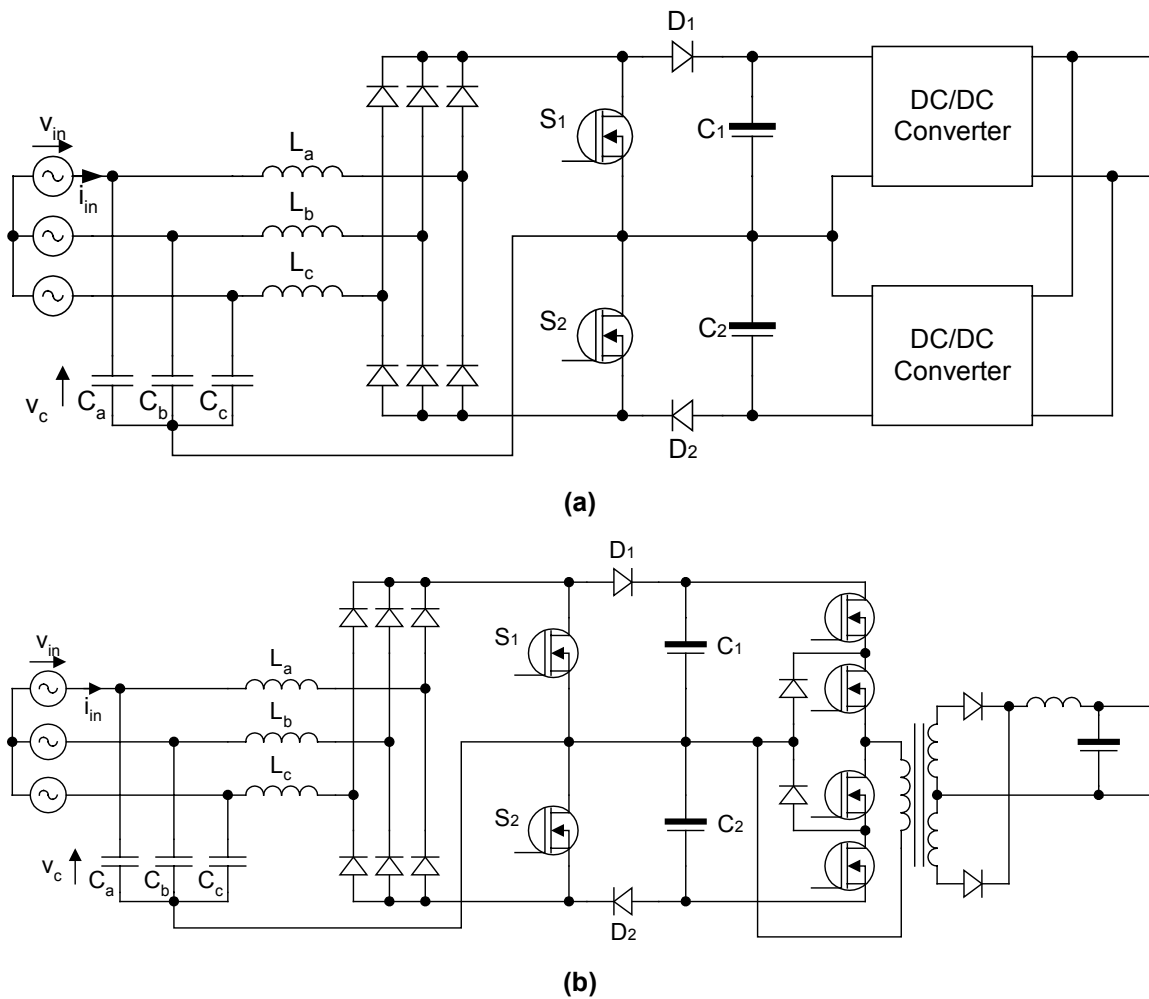 D1
DC/DC
Converter
S1
C1
vin
La
iin
Lb
Lc
S2
C2
DC/DC
Converter
vc
Ca
Cb
Cc
D2
(a)
D1
S1
C1
vin
La
iin
Lb
Lc
S2
C2
vc
Ca
Cb
Cc
D2
(b)